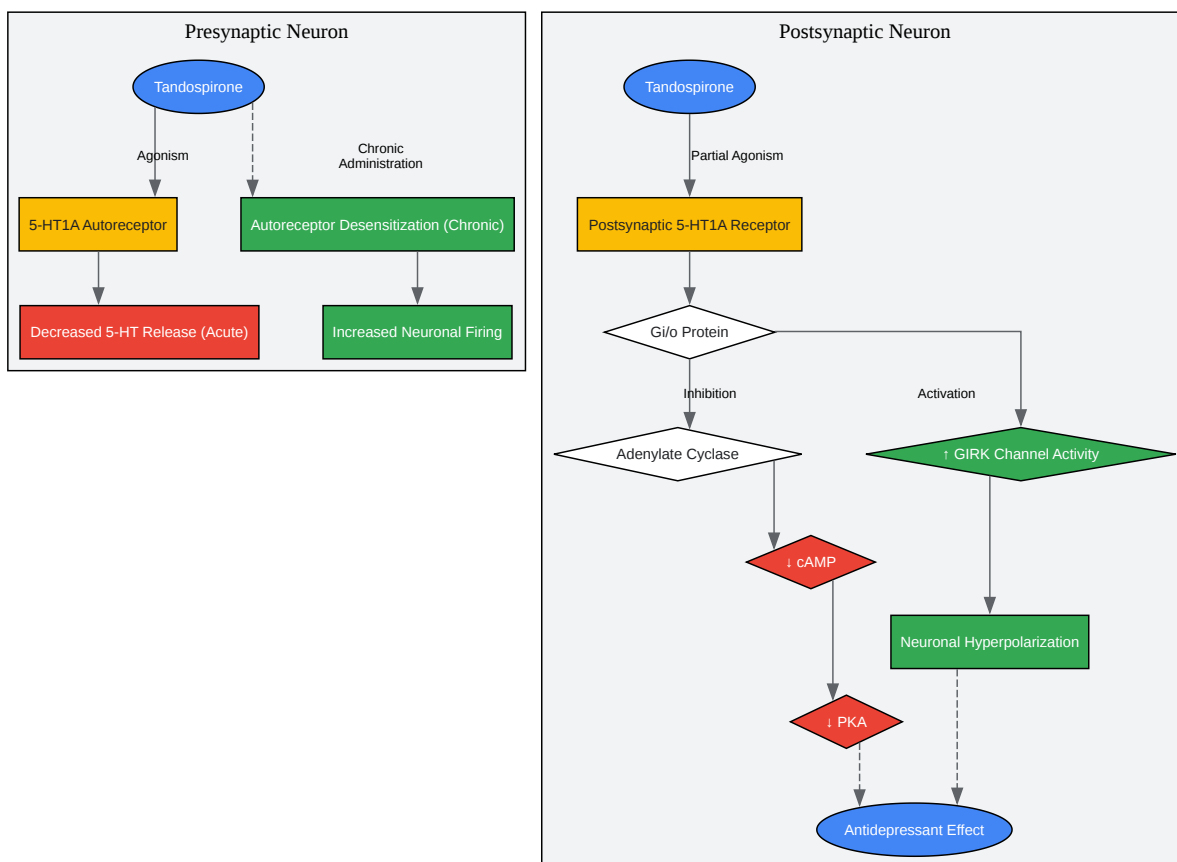 Presynaptic Neuron
Tandospirone
Agonism
Chronic
Administration
5-HT1A Autoreceptor
Autoreceptor Desensitization (Chronic)
Decreased 5-HT Release (Acute)
Increased Neuronal Firing
Postsynaptic Neuron
Tandospirone
Partial Agonism
Postsynaptic 5-HT1A Receptor
Gi/o Protein
Inhibition
Activation
Adenylate Cyclase
↑ GIRK Channel Activity
↓ cAMP
Neuronal Hyperpolarization
↓ PKA
Antidepressant Effect